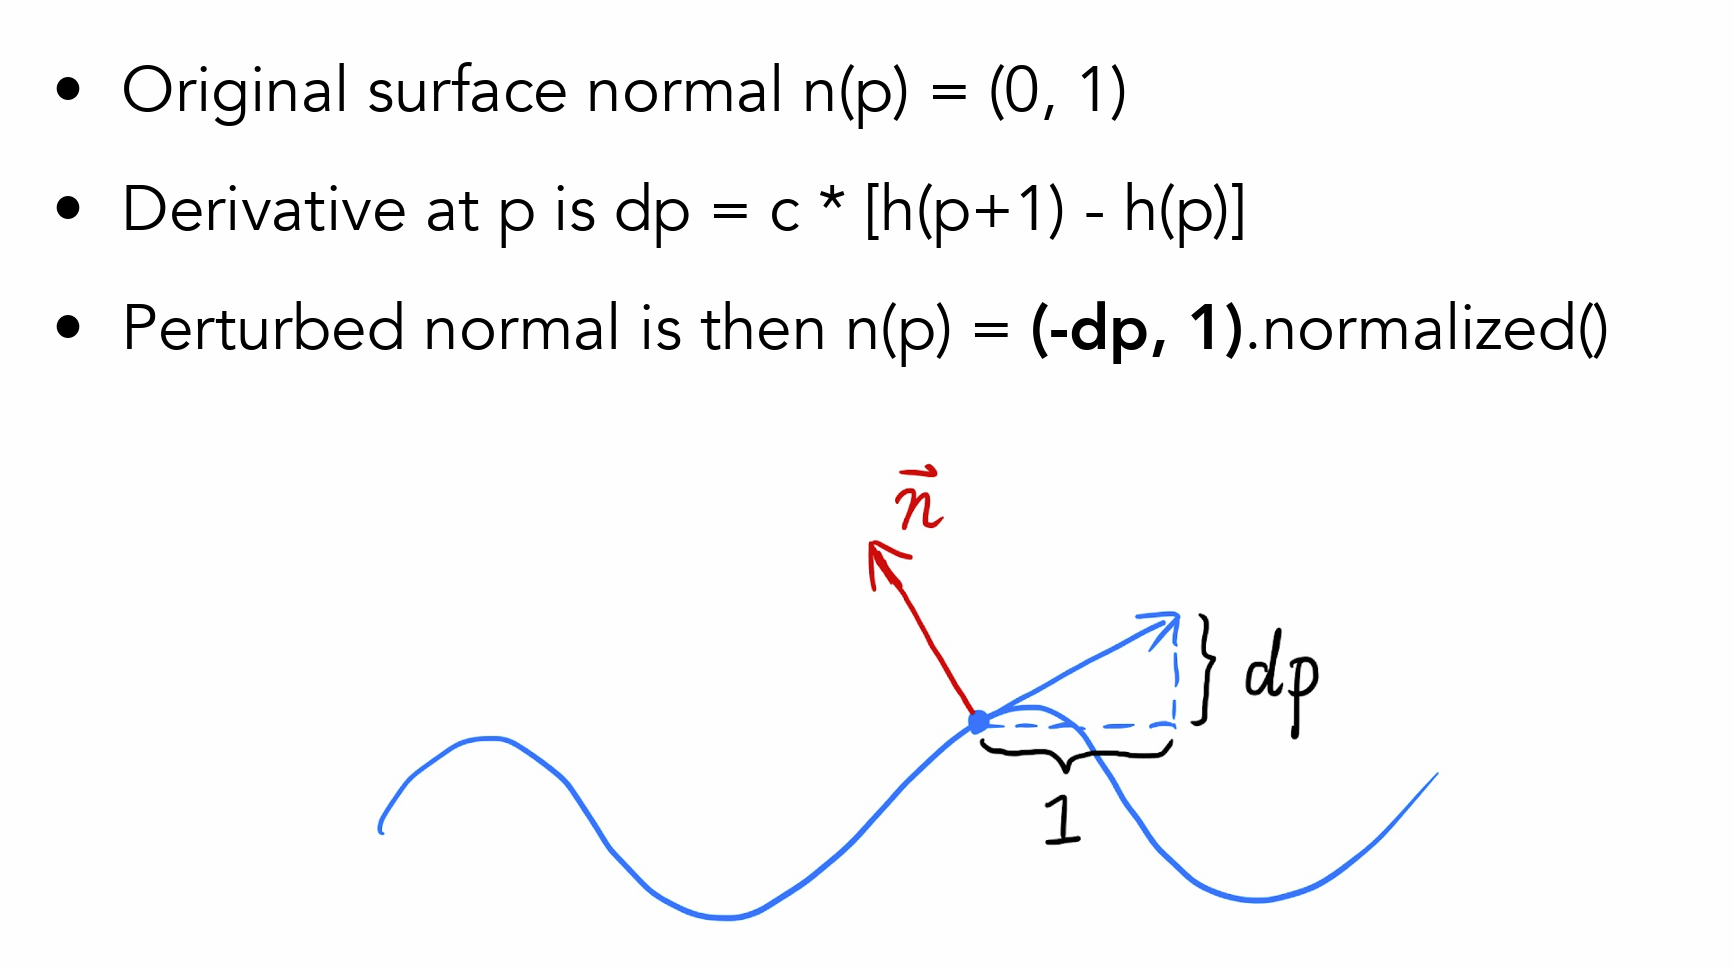 • Original surface normal n(p) = (0, 1)
• Derivative at p is dp = c * [h(p+1) - h(p)]
• Perturbed normal is then n(p) = (-dp, 1).normalized()
n⃗
dp
1